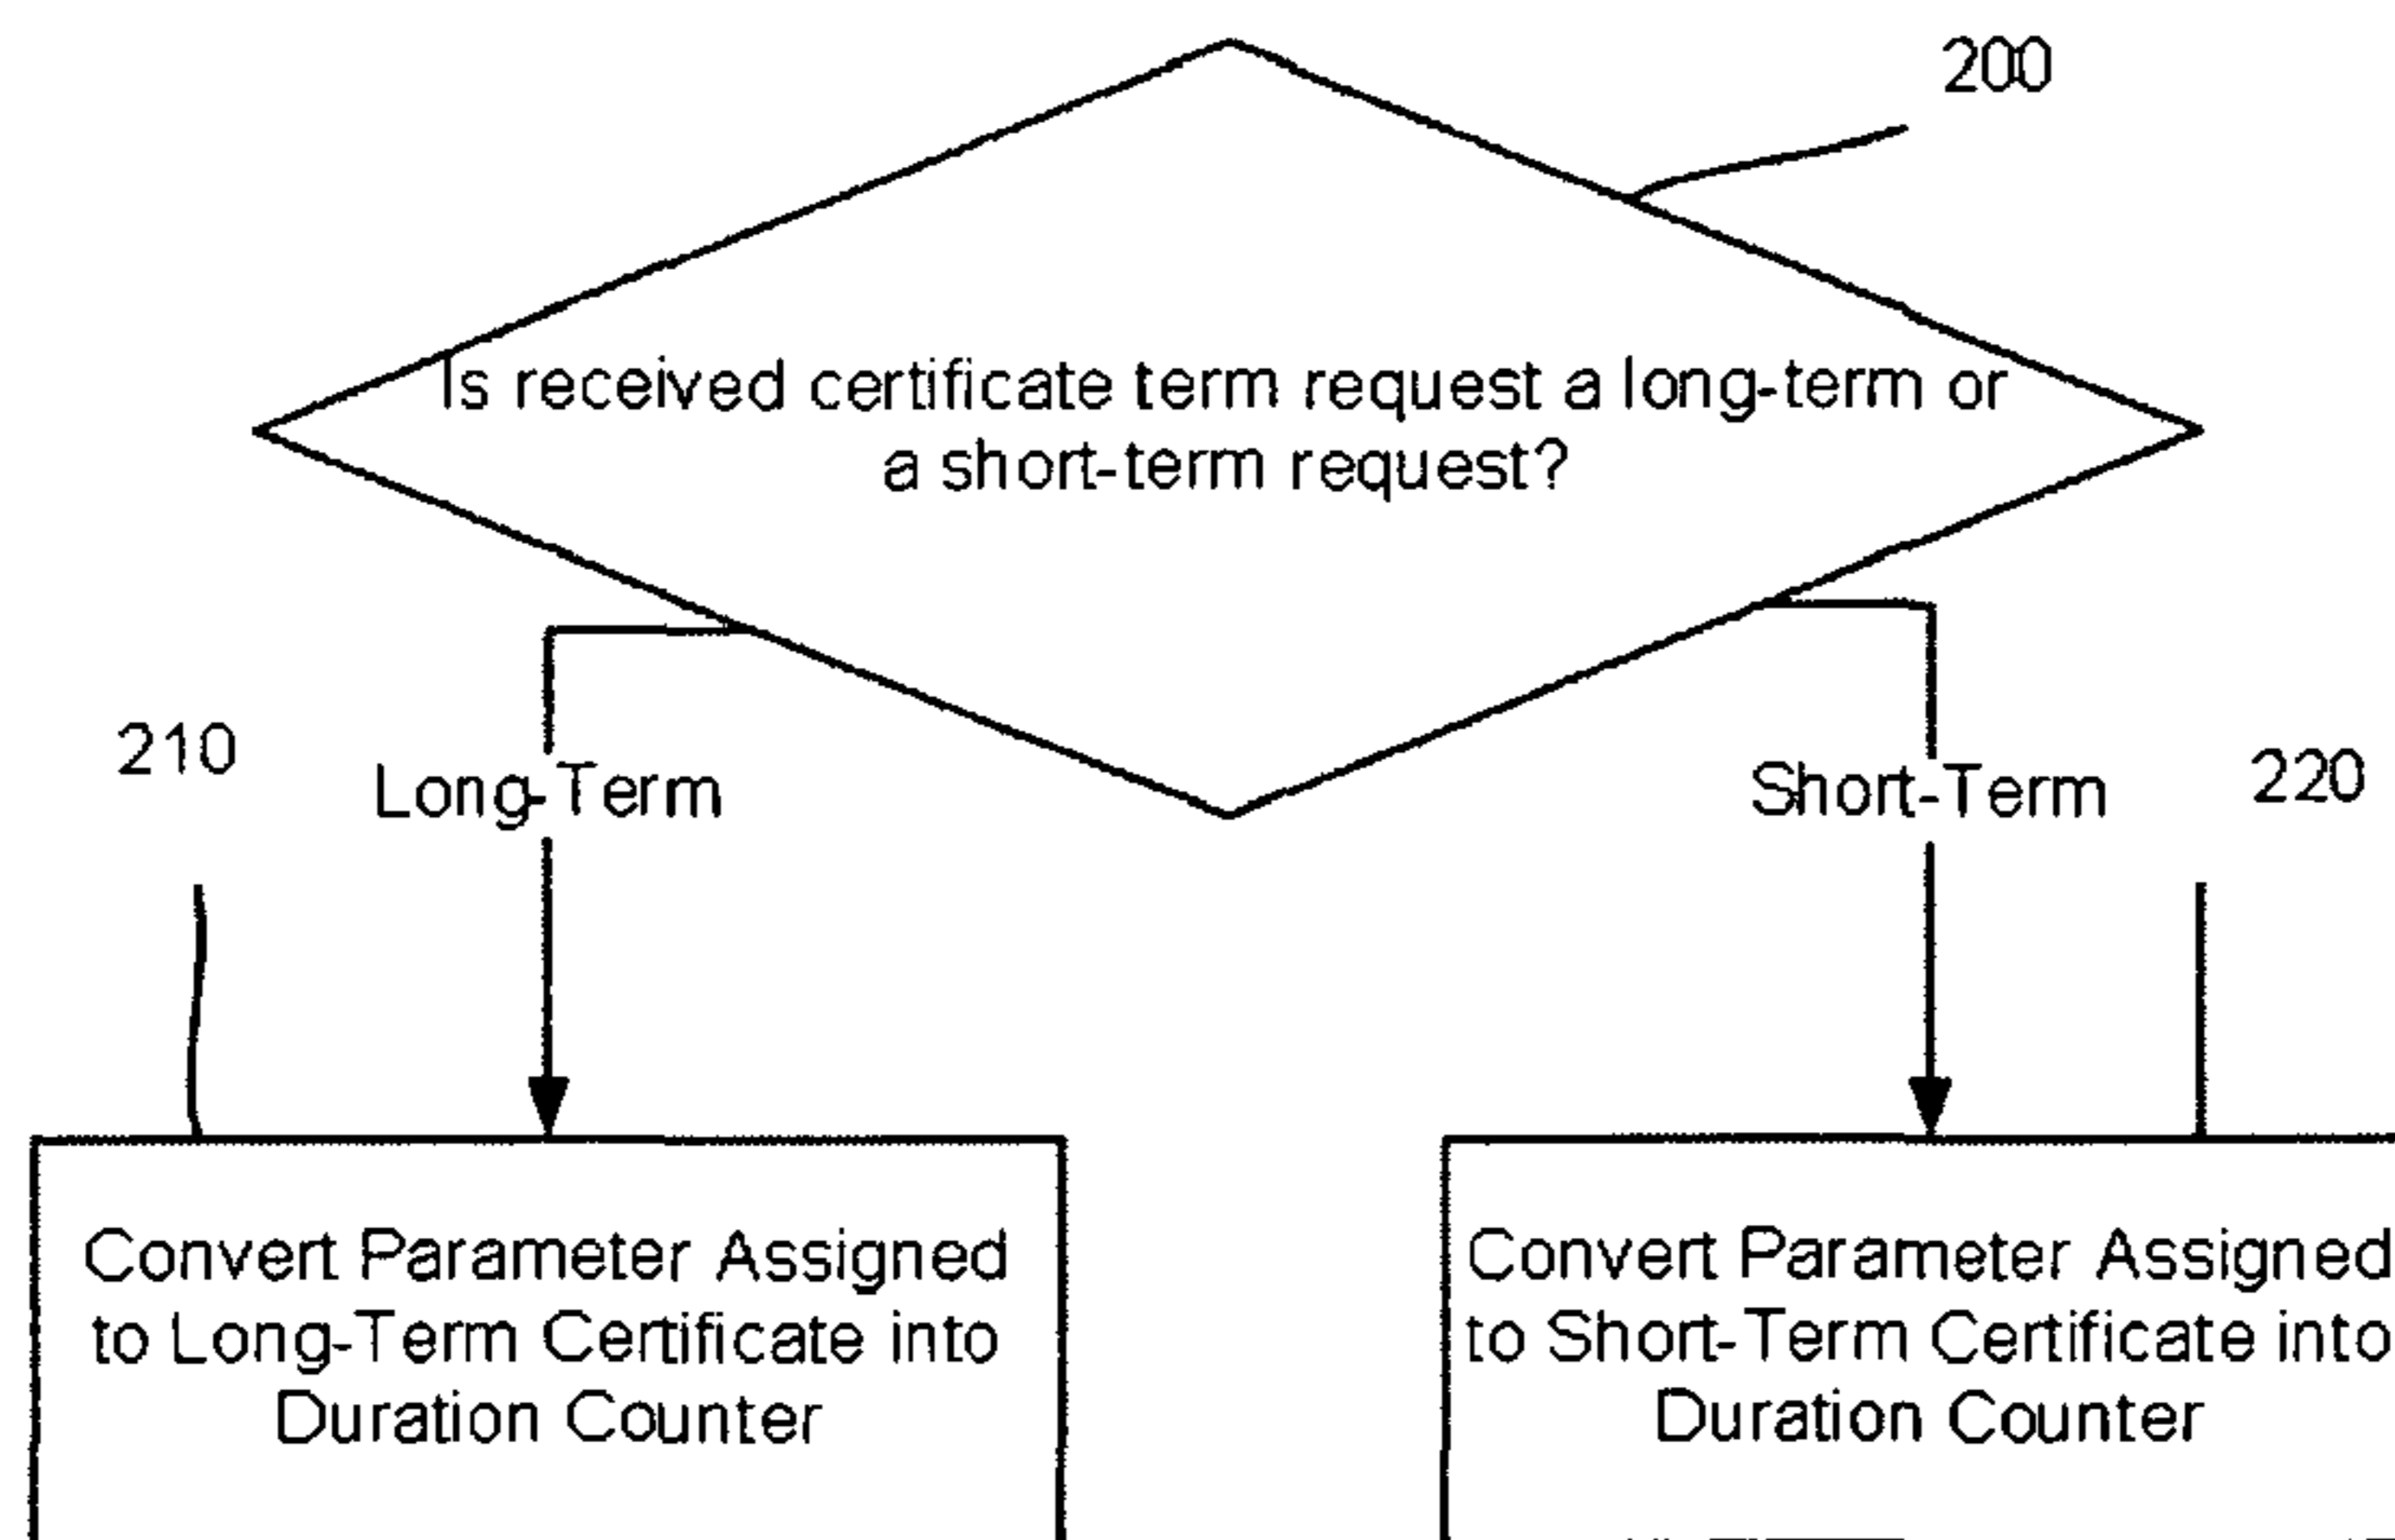 200
Is received certificate term request a long-term or
a short-term request?
210
Long-Term
Short-Term
220
Convert Parameter Assigned
to Long-Term Certificate into
Duration Counter
Convert Parameter Assigned
to Short-Term Certificate into
Duration Counter